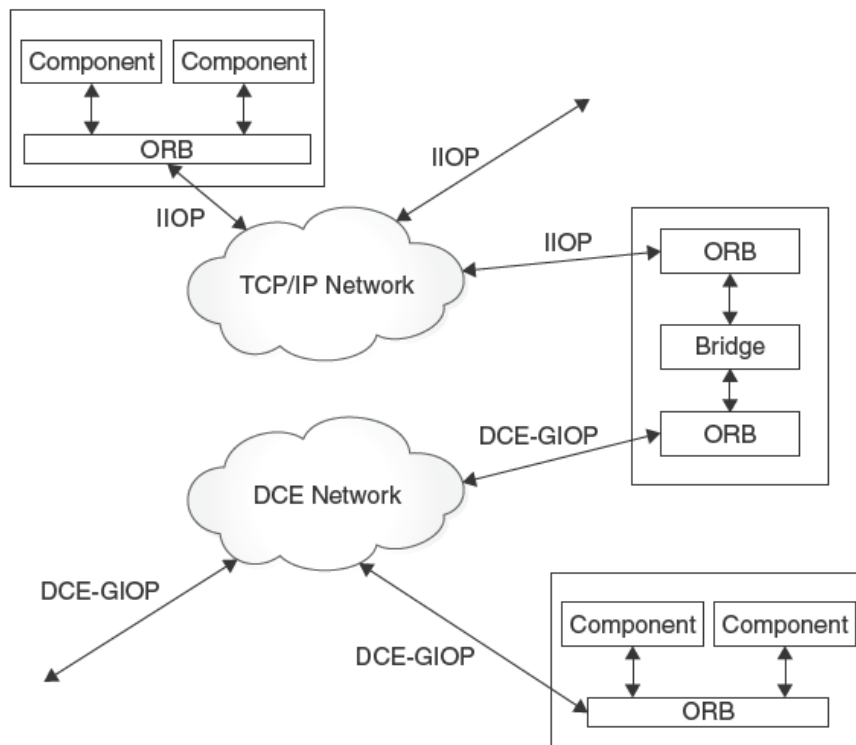 Component
Component
ORB
IIOP
IIOP
IIOP
TCP/IP Network
ORB
Bridge
ORB
DCE-GIOP
DCE Network
DCE-GIOP
DCE-GIOP
Component
Component
ORB